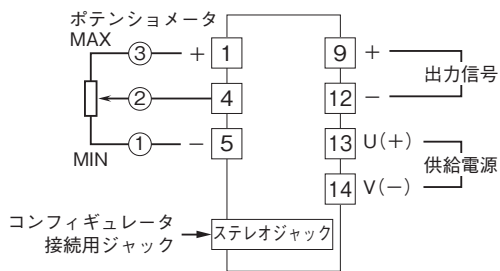 ポテンショメータ
MAX
③ + 1
② 4
① − 5
MIN
9 +
出力信号
12 −
13 U(+)
供給電源
14 V(−)
コンフィギュレータ
接続用ジャック
ステレオジャック